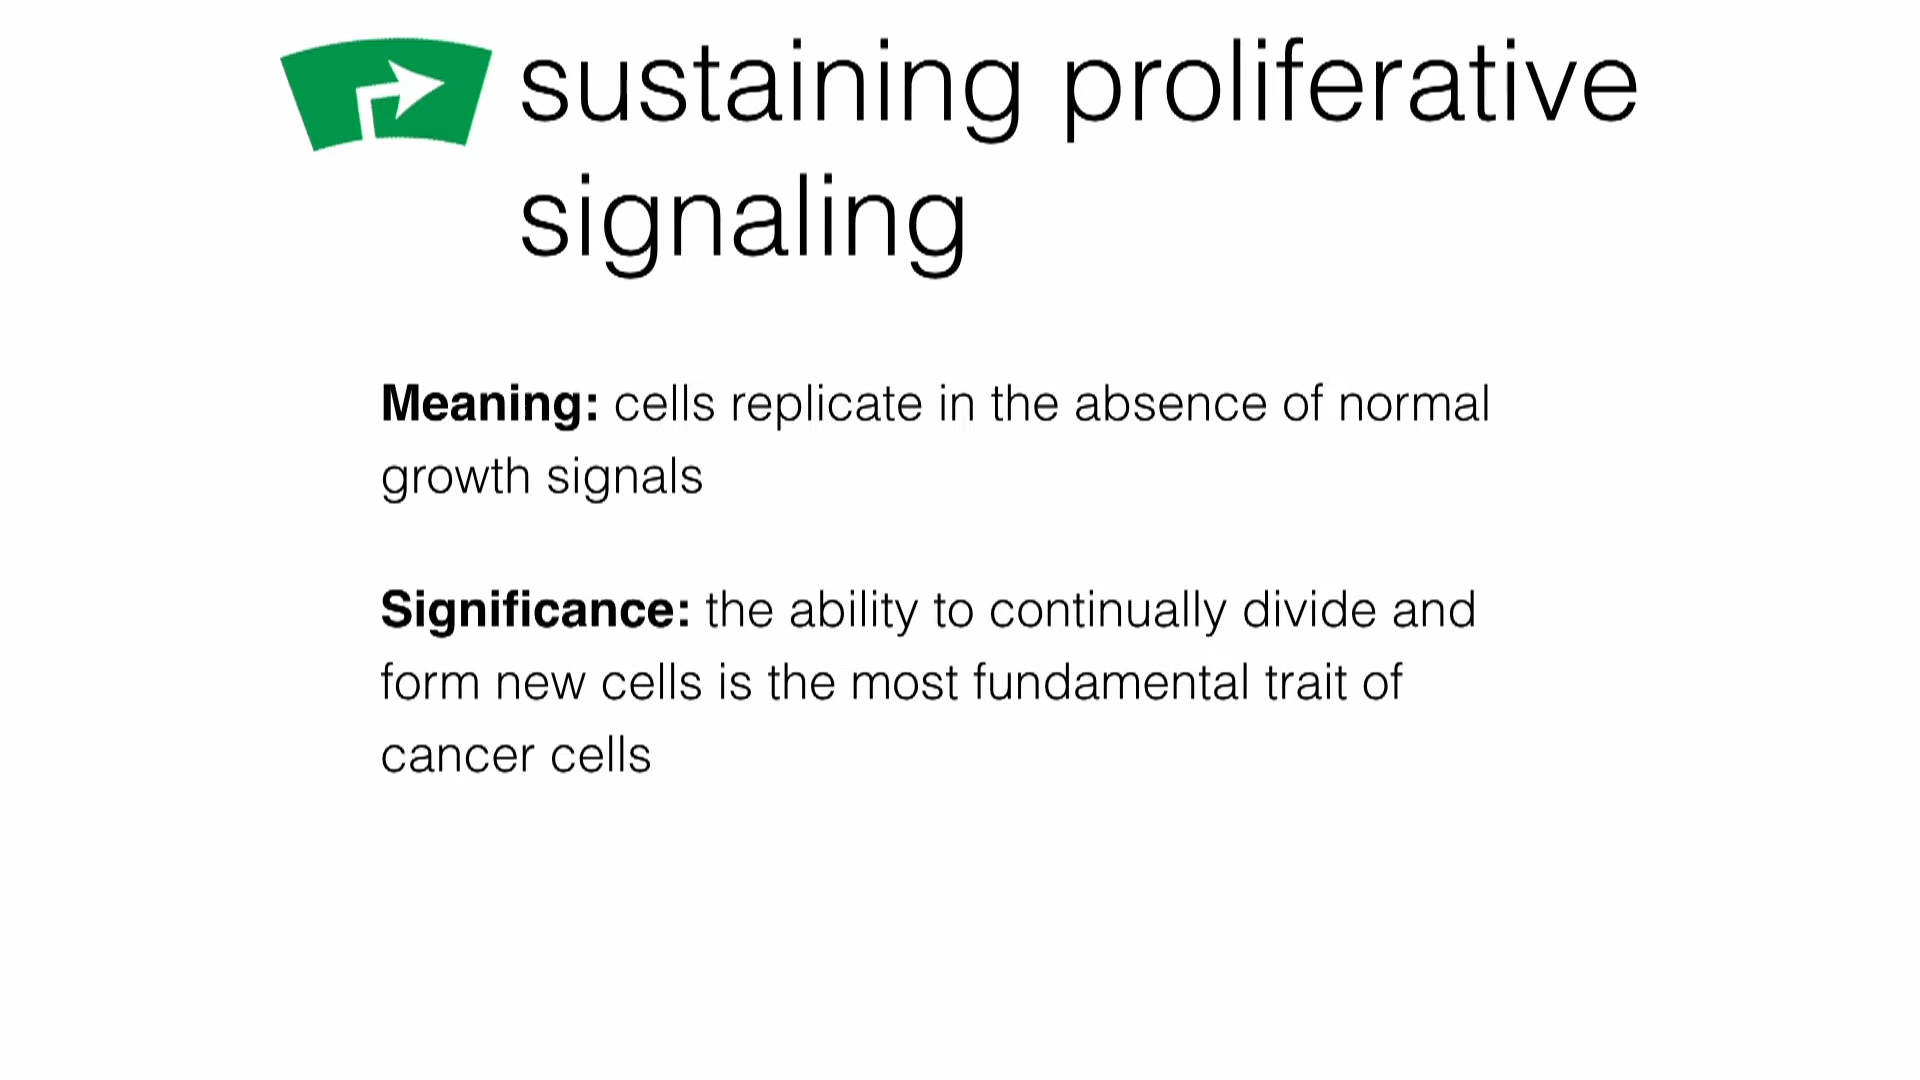 sustaining proliferative
signaling
Meaning: cells replicate in the absence of normal
growth signals
Significance: the ability to continually divide and
form new cells is the most fundamental trait of
cancer cells